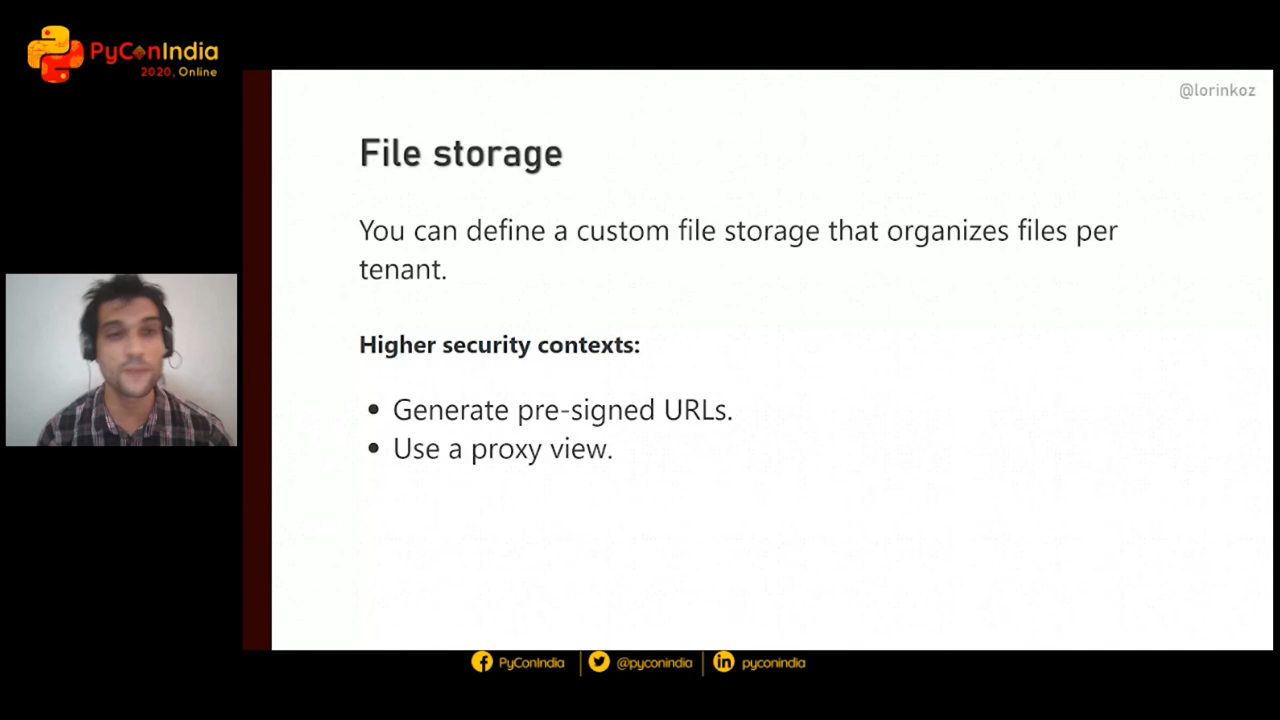 PyConIndia
2020, Online
@lorinkoz
File storage
You can define a custom file storage that organizes files per
tenant.
Higher security contexts:
• Generate pre-signed URLs.
• Use a proxy view.
PyConIndia
@pyconindia
pyconindia